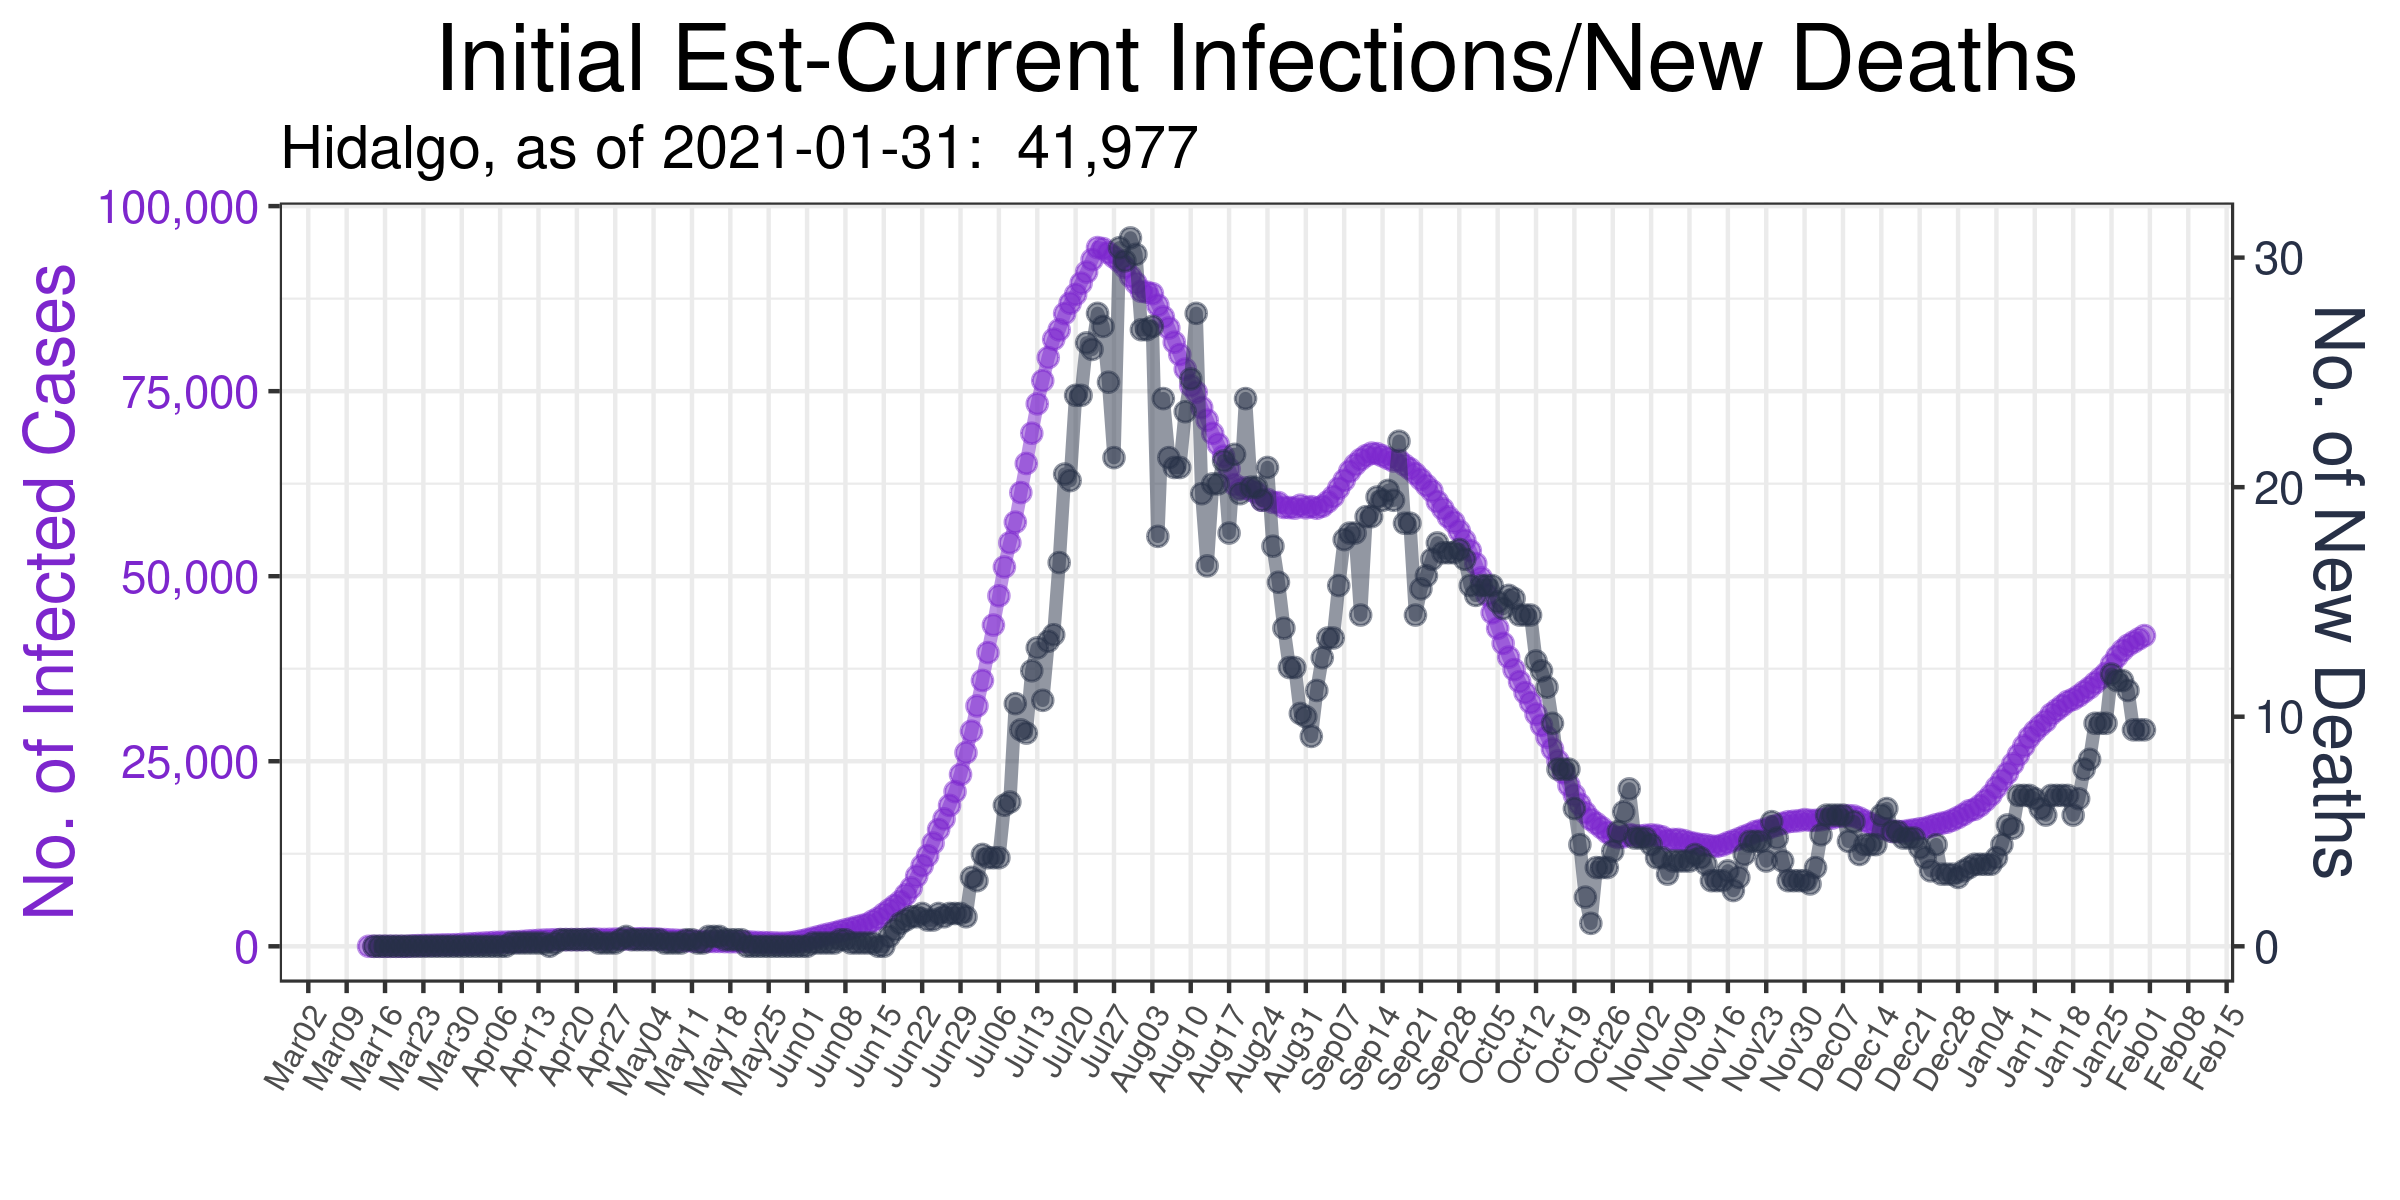 Initial Est-Current Infections/New Deaths
Hidalgo, as of 2021-01-31:  41,977
No. of Infected Cases
100,000
75,000
50,000
25,000
0
30
20
10
0
No. of New Deaths
Mar02
Mar09
Mar16
Mar23
Mar30
Apr06
Apr13
Apr20
Apr27
May04
May11
May18
May25
Jun01
Jun08
Jun15
Jun22
Jun29
Jul06
Jul13
Jul20
Jul27
Aug03
Aug10
Aug17
Aug24
Aug31
Sep07
Sep14
Sep21
Sep28
Oct05
Oct12
Oct19
Oct26
Nov02
Nov09
Nov16
Nov23
Nov30
Dec07
Dec14
Dec21
Dec28
Jan04
Jan11
Jan18
Jan25
Feb01
Feb08
Feb15